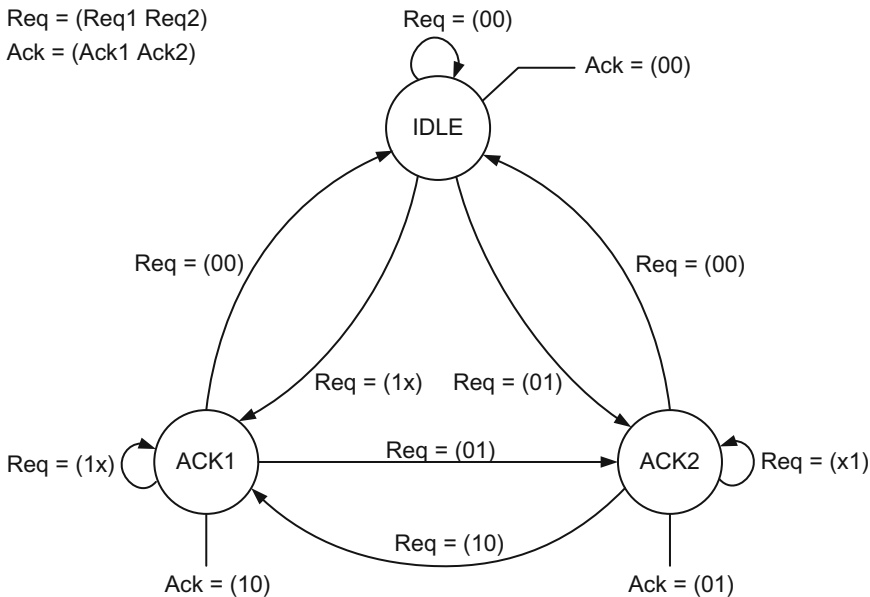 Req = (Req1 Req2)
Ack = (Ack1 Ack2)
Req = (00)
Ack = (00)
IDLE
Req = (00)
Req = (00)
Req = (1x)
Req = (01)
Req = (1x)
ACK1
Req = (01)
ACK2
Req = (x1)
Req = (10)
Ack = (10)
Ack = (01)